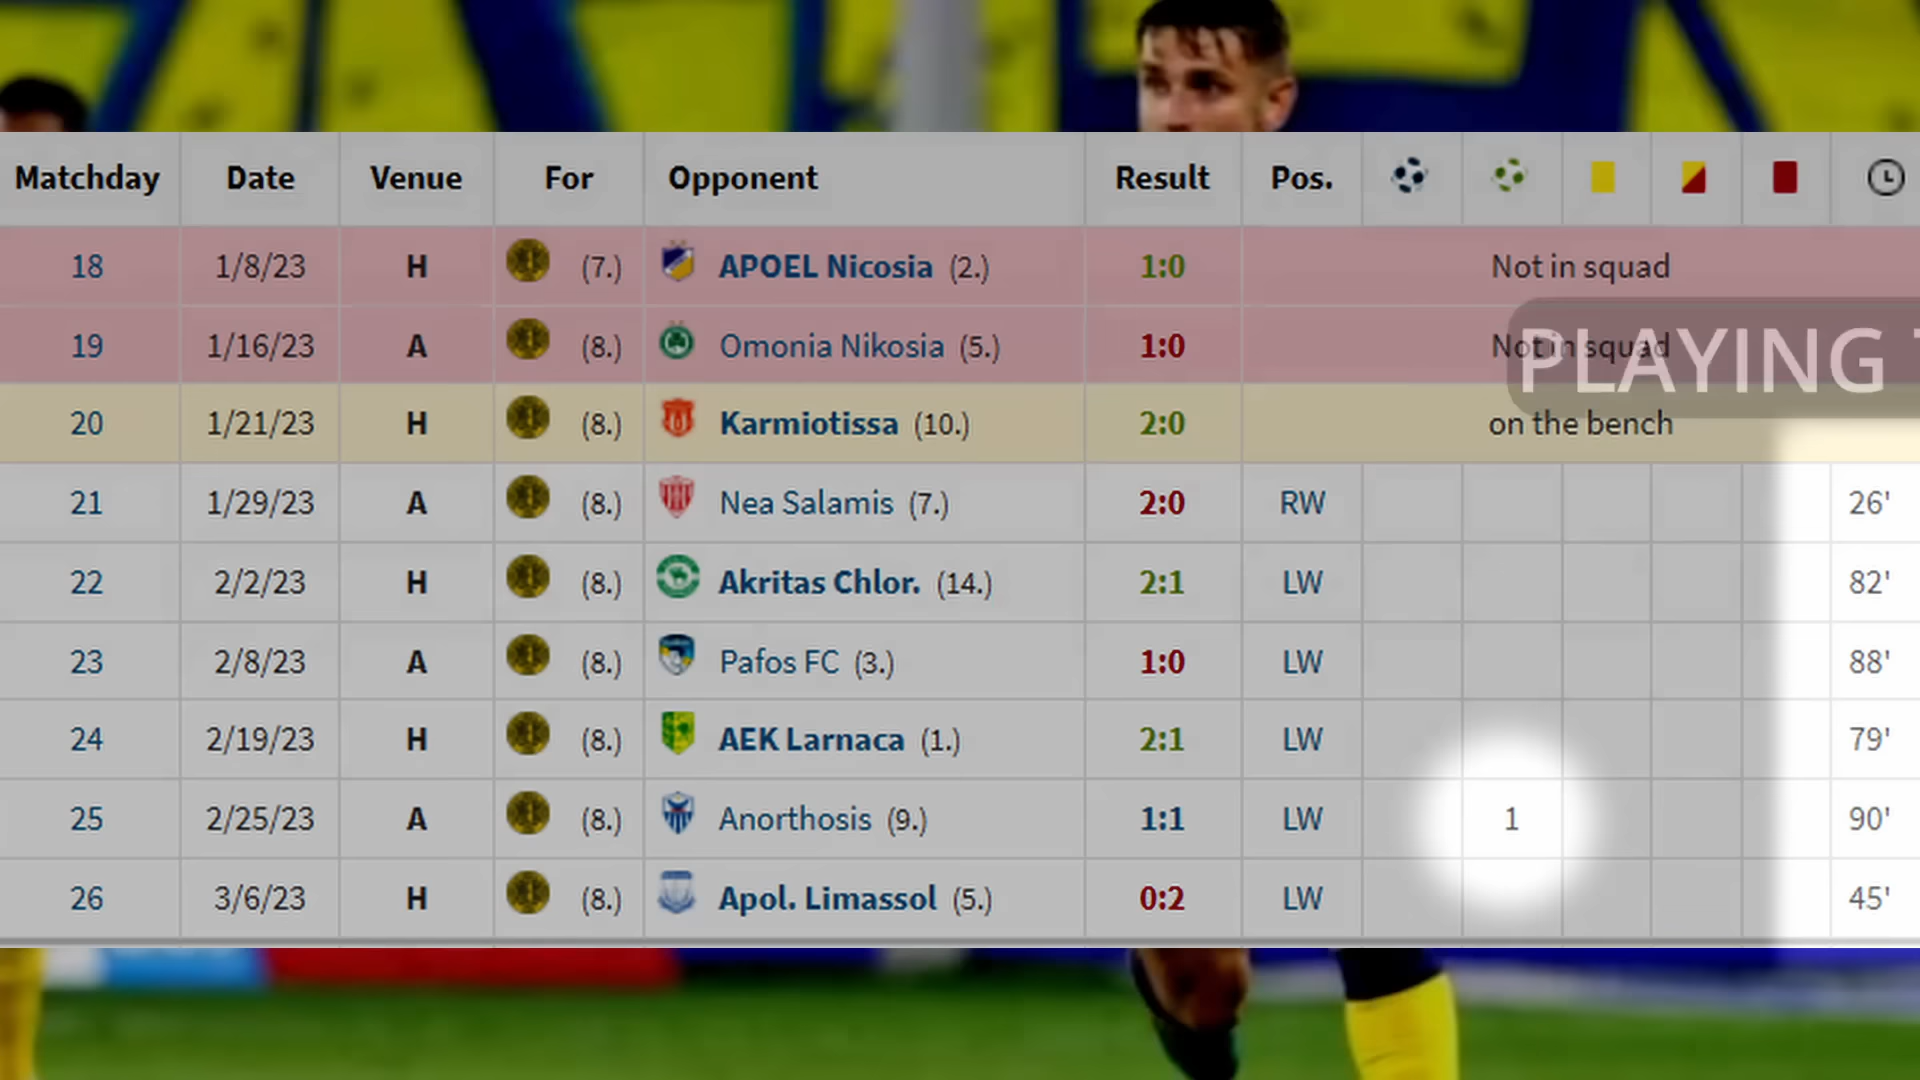 Matchday Date Venue For Opponent Result Pos.
18 1/8/23 H (7.) APOEL Nicosia (2.) 1:0 Not in squad
19 1/16/23 A (8.) Omonia Nikosia (5.) 1:0 Not in squad
PLAYING
20 1/21/23 H (8.) Karmiotissa (10.) 2:0 on the bench
21 1/29/23 A (8.) Nea Salamis (7.) 2:0 RW 26'
22 2/2/23 H (8.) Akritas Chlor. (14.) 2:1 LW 82'
23 2/8/23 A (8.) Pafos FC (3.) 1:0 LW 88'
24 2/19/23 H (8.) AEK Larnaca (1.) 2:1 LW 79'
25 2/25/23 A (8.) Anorthosis (9.) 1:1 LW 1 90'
26 3/6/23 H (8.) Apol. Limassol (5.) 0:2 LW 45'